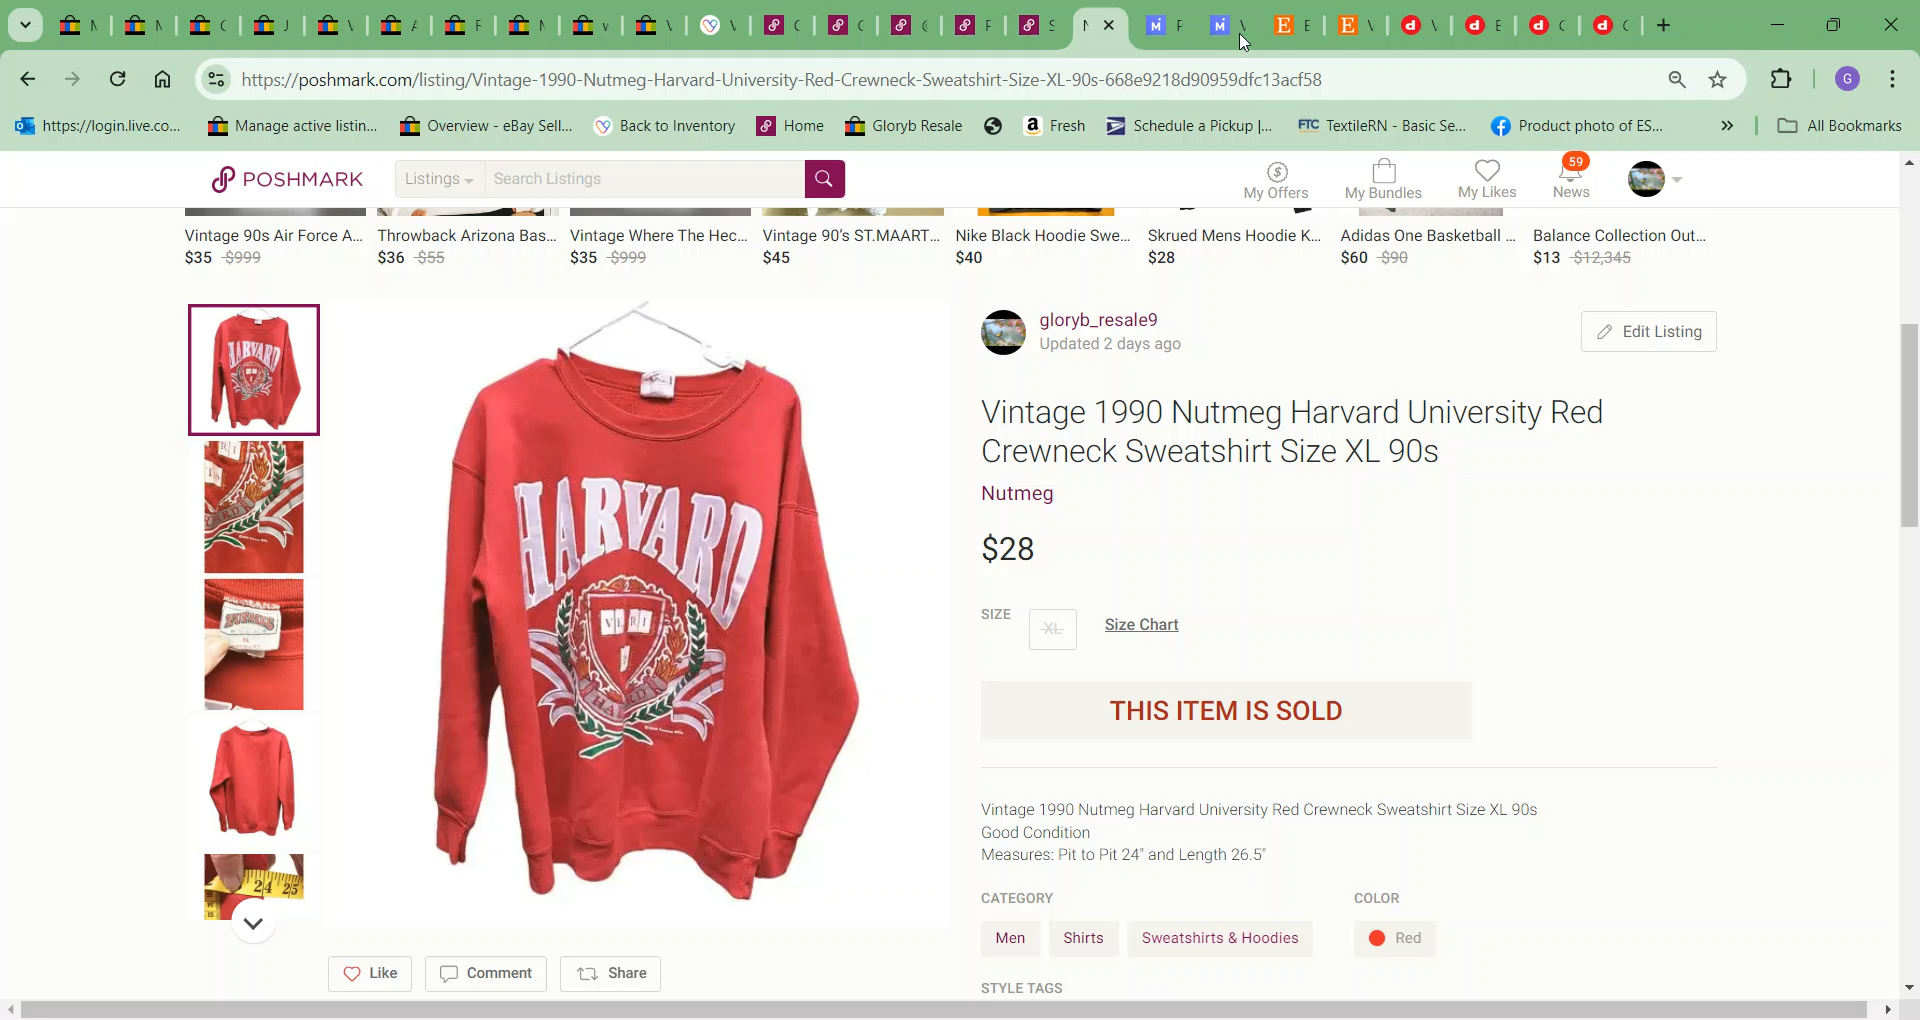 https://poshmark.com/listing/Vintage-1990-Nutmeg-Harvard-University-Red-Crewneck-Sweatshirt-Size-XL-90s-668e9218d90959dfc13acf58
G
https://login.live.co... Manage active listin... Overview - eBay Sell... Back to Inventory Home Gloryb Resale Fresh Schedule a Pickup |... FTC TextileRN - Basic Se... Product photo of ES... » All Bookmarks
POSHMARK Listings Search Listings My Offers My Bundles My Likes 59 News
Vintage 90s Air Force A... Throwback Arizona Bas... Vintage Where The Hec... Vintage 90's ST.MAART... Nike Black Hoodie Swe... Skrued Mens Hoodie K... Adidas One Basketball ... Balance Collection Out...
$35 $999 $36 $55 $35 $999 $45 $40 $28 $60 $90 $13 $12,345
gloryb_resale9
Updated 2 days ago
Edit Listing
HARVARD
VE RI
Vintage 1990 Nutmeg Harvard University Red
Crewneck Sweatshirt Size XL 90s
Nutmeg
$28
SIZE XL Size Chart
THIS ITEM IS SOLD
Vintage 1990 Nutmeg Harvard University Red Crewneck Sweatshirt Size XL 90s
Good Condition
Measures: Pit to Pit 24" and Length 26.5"
24 25
CATEGORY COLOR
Men Shirts Sweatshirts & Hoodies Red
Like Comment Share
STYLE TAGS